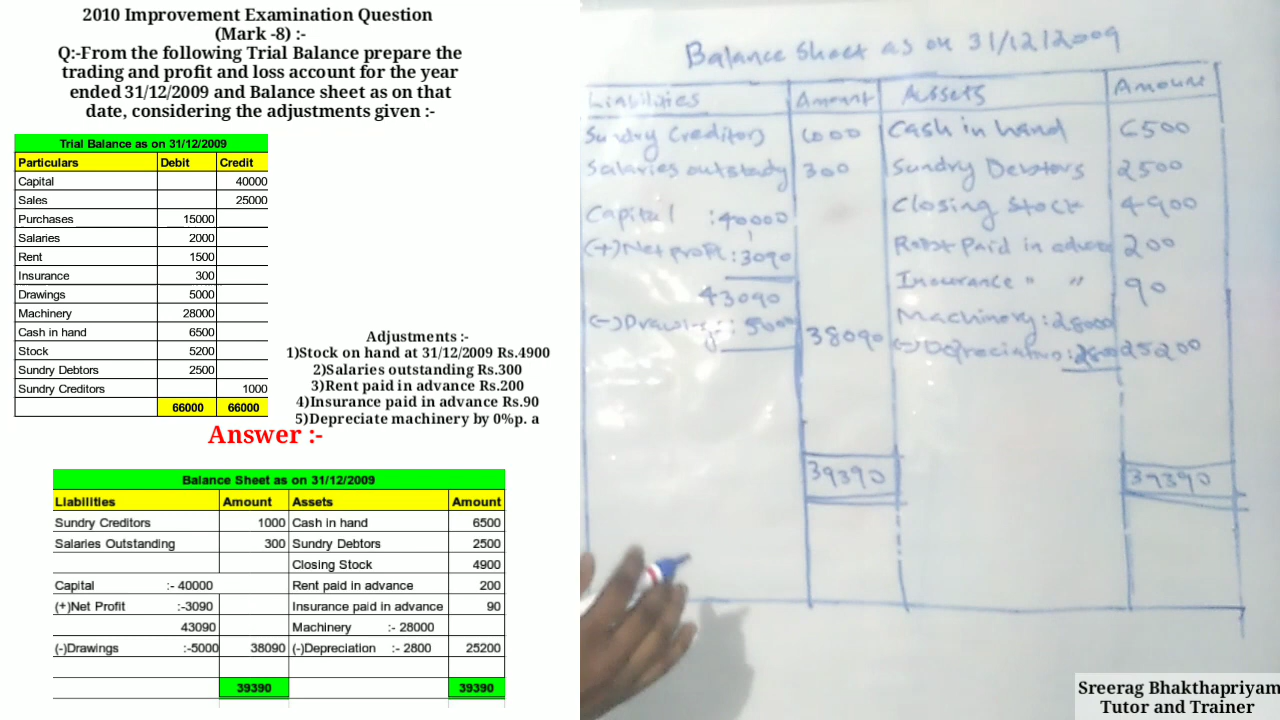 2010 Improvement Examination Question
(Mark -8) :-
Q:-From the following Trial Balance prepare the
trading and profit and loss account for the year
ended 31/12/2009 and Balance sheet as on that
date, considering the adjustments given :-
Trial Balance as on 31/12/2009
Particulars Debit Credit
Capital 40000
Sales 25000
Purchases 15000
Salaries 2000
Rent 1500
Insurance 300
Drawings 5000
Machinery 28000
Cash in hand 6500
Stock 5200
Sundry Debtors 2500
Sundry Creditors 1000
66000 66000
Adjustments :-
1)Stock on hand at 31/12/2009 Rs.4900
2)Salaries outstanding Rs.300
3)Rent paid in advance Rs.200
4)Insurance paid in advance Rs.90
5)Depreciate machinery by 0%p. a
Answer :-
Balance Sheet as on 31/12/2009
Liabilities Amount Assets Amount
Sundry Creditors 1000 Cash in hand 6500
Salaries Outstanding 300 Sundry Debtors 2500
Closing Stock 4900
Capital :- 40000 Rent paid in advance 200
(+)Net Profit :-3090 Insurance paid in advance 90
43090 Machinery :- 28000
(-)Drawings :-5000 38090 (-)Depreciation :- 2800 25200
39390 39390
Balance Sheet as on 31/12/2009
Liabilities Amount Assets Amount
Sundry Creditors 1000 Cash in hand 6500
Salaries 300 Sundry Debtors 2500
Capital :40000 Closing Stock 4900
(+)Net profit :3090 Rent Paid in 200
43090 Insurance " " 90
(-) : 5000 38090 Machinery :28000
(-)Depreciation :2800 25200
39390 39390
Sreerag Bhakthapriyam
Tutor and Trainer